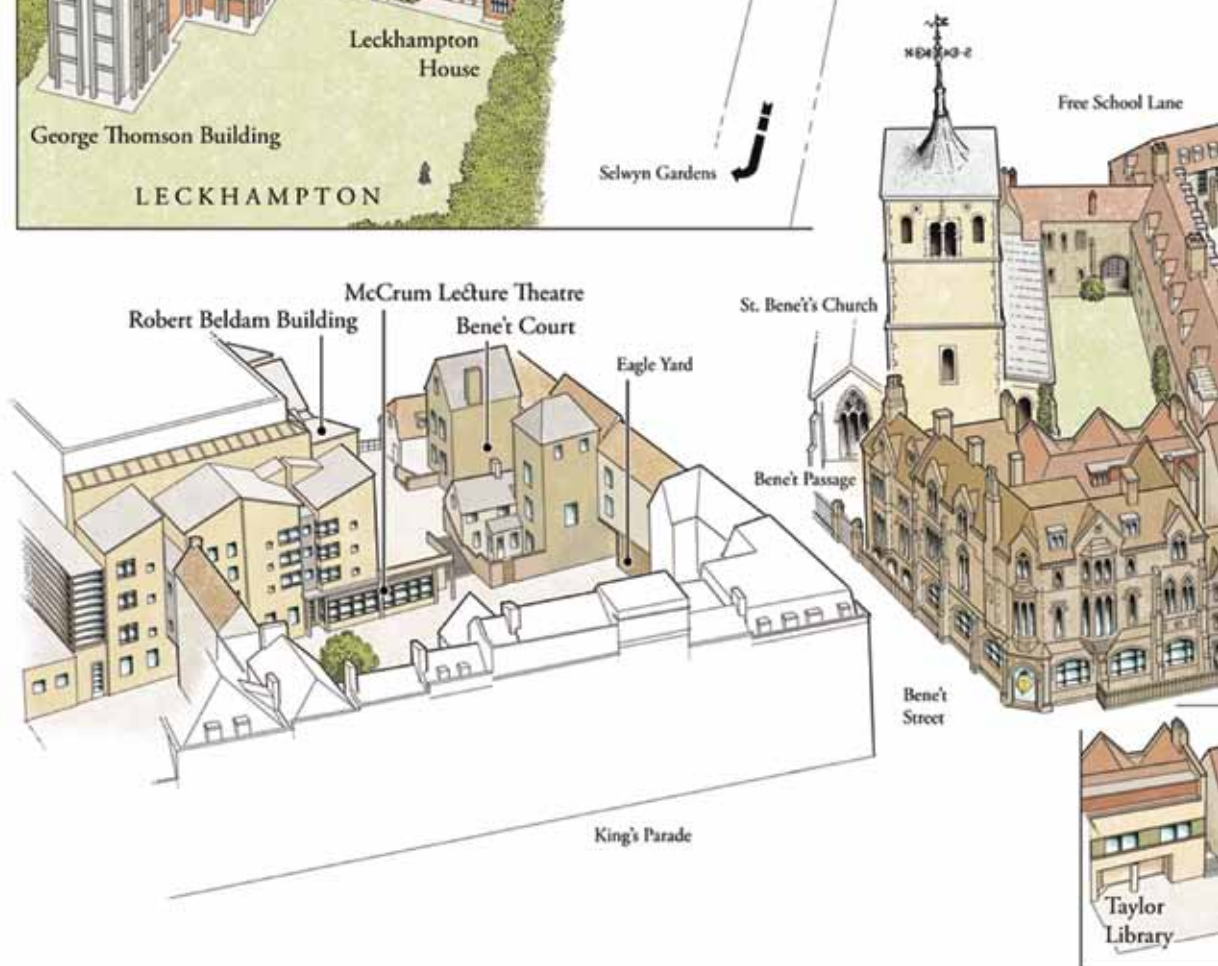 Leckhampton
House
George Thomson Building
LECKHAMPTON
Selwyn Gardens
Free School Lane
McCrum Lecture Theatre
Robert Beldam Building
Bene't Court
Eagle Yard
St. Bene't's Church
Bene't Passage
Bene't
Street
King's Parade
Taylor
Library